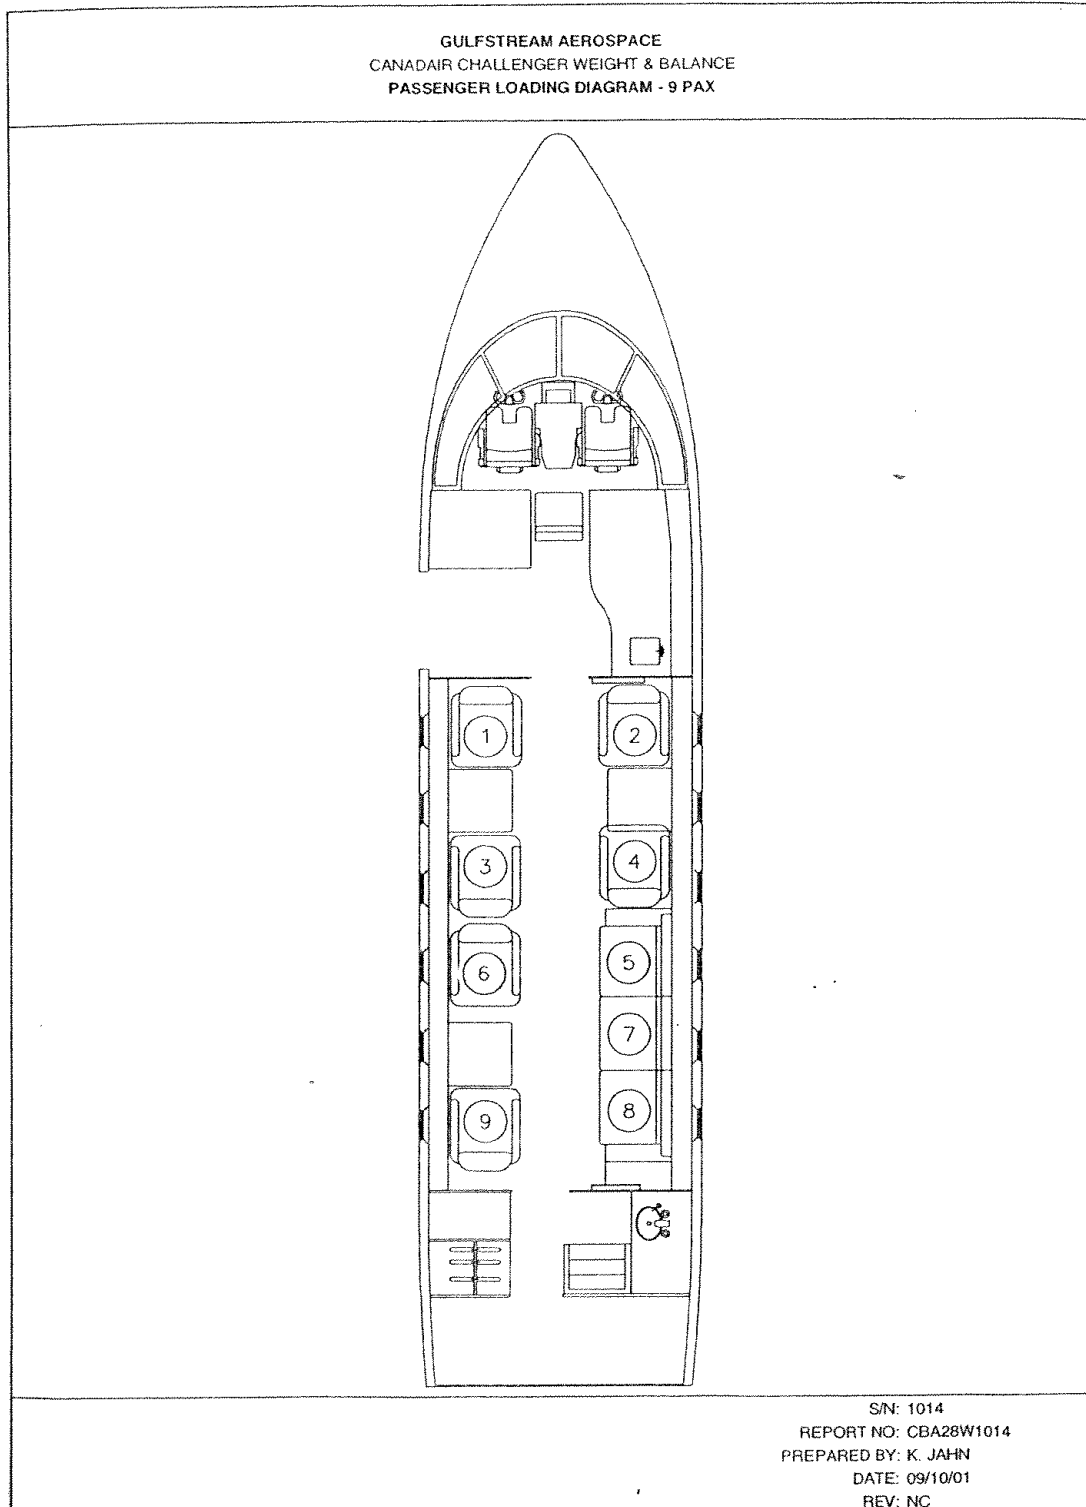 GULFSTREAM AEROSPACE
CANADAIR CHALLENGER WEIGHT & BALANCE
PASSENGER LOADING DIAGRAM - 9 PAX
1
2
3
4
6
5
7
9
8
S/N: 1014
REPORT NO: CBA28W1014
PREPARED BY: K. JAHN
DATE: 09/10/01
REV: NC